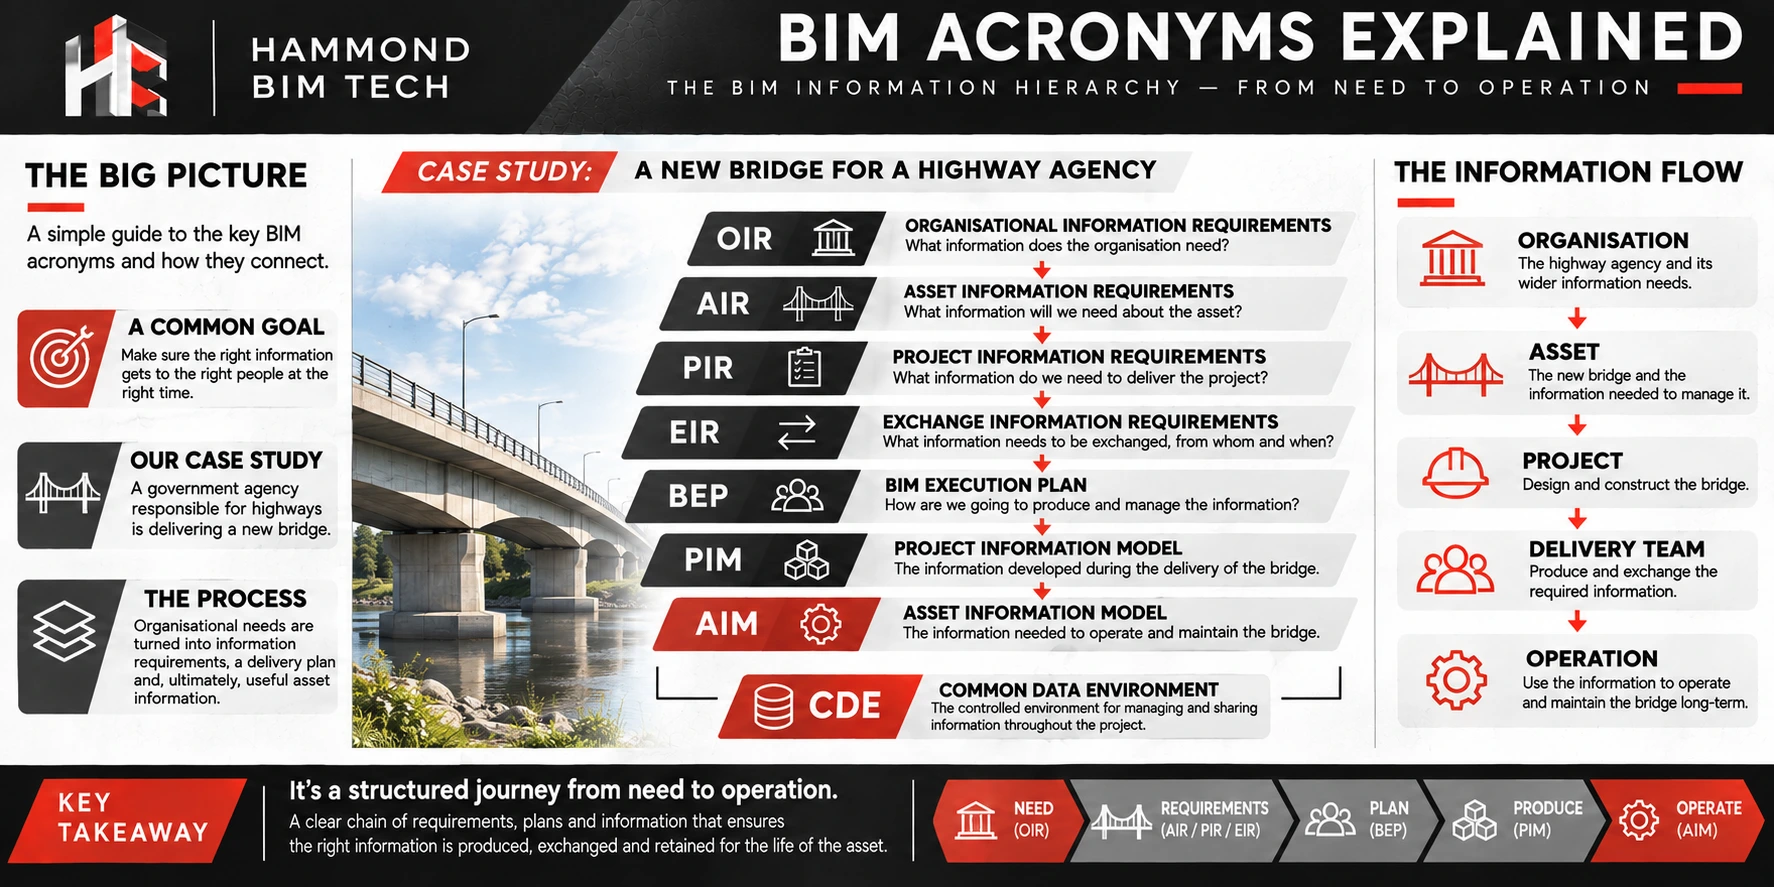 HAMMOND
BIM TECH
BIM ACRONYMS EXPLAINED
THE BIM INFORMATION HIERARCHY — FROM NEED TO OPERATION
THE BIG PICTURE
A simple guide to the key BIM
acronyms and how they connect.
A COMMON GOAL
Make sure the right information
gets to the right people at the
right time.
OUR CASE STUDY
A government agency
responsible for highways
is delivering a new bridge.
THE PROCESS
Organisational needs are
turned into information
requirements, a delivery plan
and, ultimately, useful asset
information.
CASE STUDY: A NEW BRIDGE FOR A HIGHWAY AGENCY
OIR
ORGANISATIONAL INFORMATION REQUIREMENTS
What information does the organisation need?
AIR
ASSET INFORMATION REQUIREMENTS
What information will we need about the asset?
PIR
PROJECT INFORMATION REQUIREMENTS
What information do we need to deliver the project?
EIR
EXCHANGE INFORMATION REQUIREMENTS
What information needs to be exchanged, from whom and when?
BEP
BIM EXECUTION PLAN
How are we going to produce and manage the information?
PIM
PROJECT INFORMATION MODEL
The information developed during the delivery of the bridge.
AIM
ASSET INFORMATION MODEL
The information needed to operate and maintain the bridge.
CDE
COMMON DATA ENVIRONMENT
The controlled environment for managing and sharing
information throughout the project.
THE INFORMATION FLOW
ORGANISATION
The highway agency and its
wider information needs.
ASSET
The new bridge and the
information needed to manage it.
PROJECT
Design and construct the bridge.
DELIVERY TEAM
Produce and exchange the
required information.
OPERATION
Use the information to operate
and maintain the bridge long-term.
KEY
TAKEAWAY
It's a structured journey from need to operation.
A clear chain of requirements, plans and information that ensures
the right information is produced, exchanged and retained for the life of the asset.
NEED
(OIR)
REQUIREMENTS
(AIR / PIR / EIR)
PLAN
(BEP)
PRODUCE
(PIM)
OPERATE
(AIM)